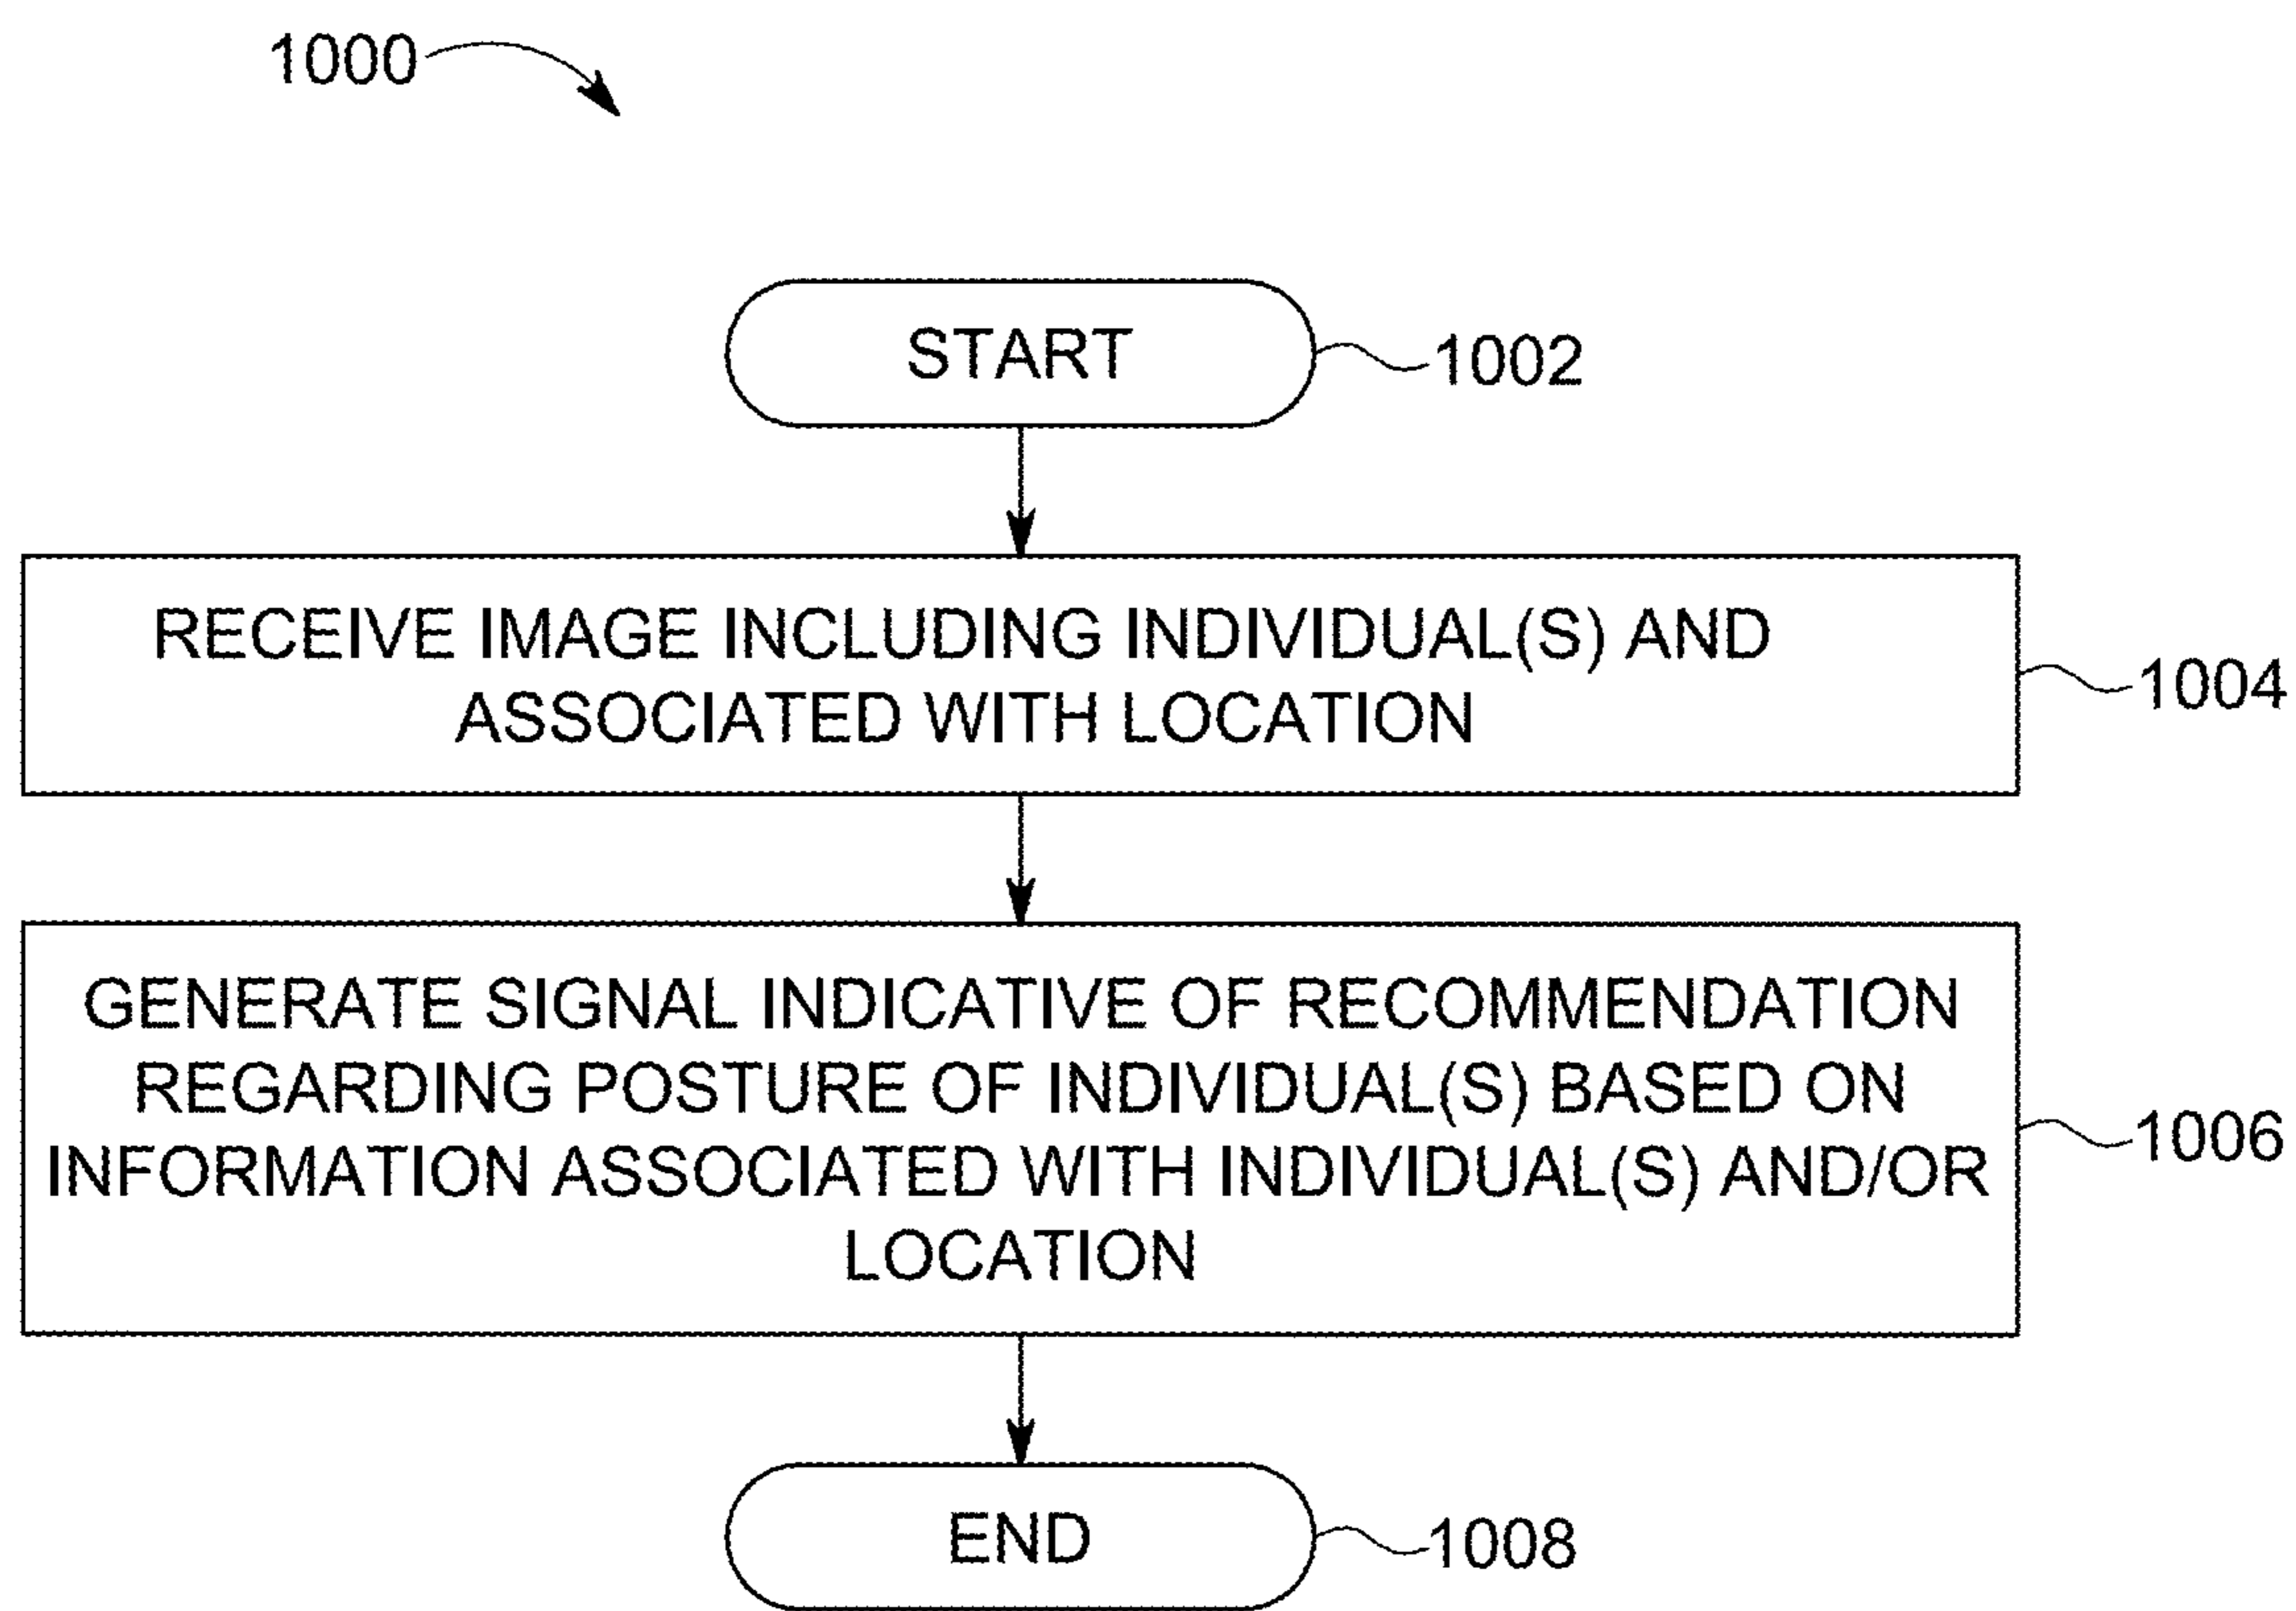 1000
START
1002
RECEIVE IMAGE INCLUDING INDIVIDUAL(S) AND
ASSOCIATED WITH LOCATION
1004
GENERATE SIGNAL INDICATIVE OF RECOMMENDATION
REGARDING POSTURE OF INDIVIDUAL(S) BASED ON
INFORMATION ASSOCIATED WITH INDIVIDUAL(S) AND/OR
LOCATION
1006
END
1008